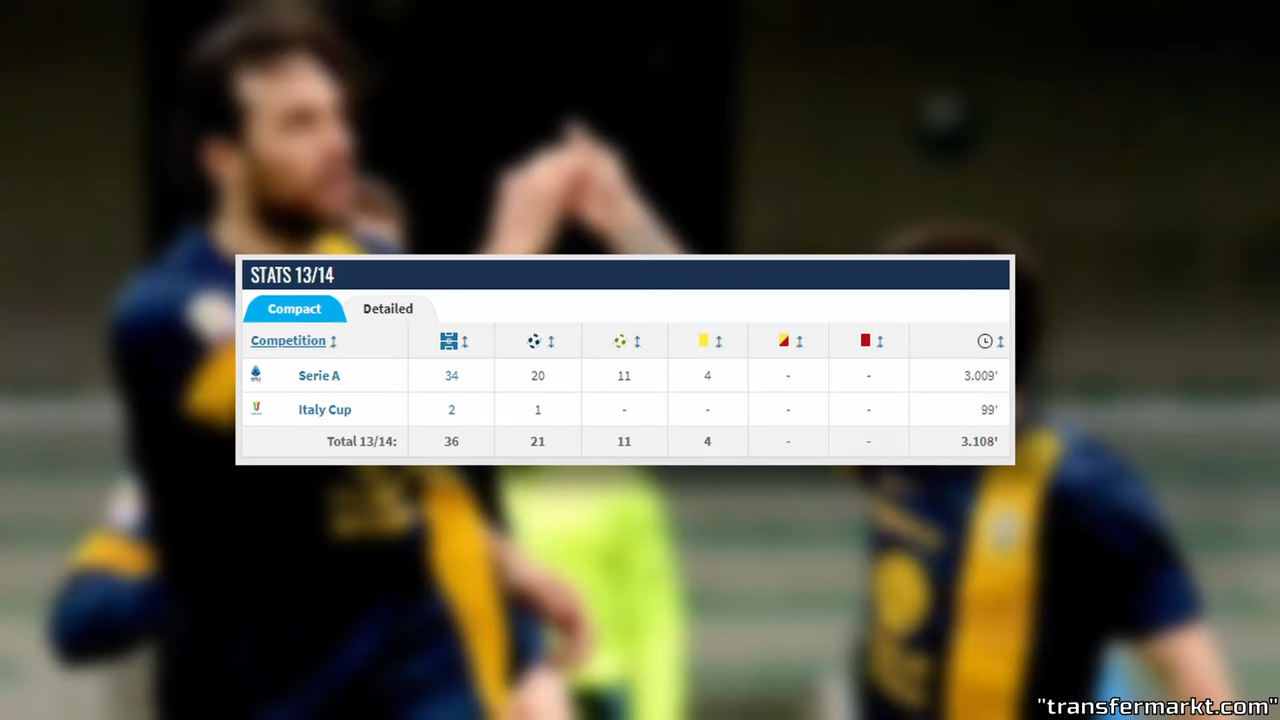 STATS 13/14
Compact Detailed
Competition
Serie A 34 20 11 4 - - 3.009'
Italy Cup 2 1 - - - - 99'
Total 13/14: 36 21 11 4 - - 3.108'
"transfermarkt.com"